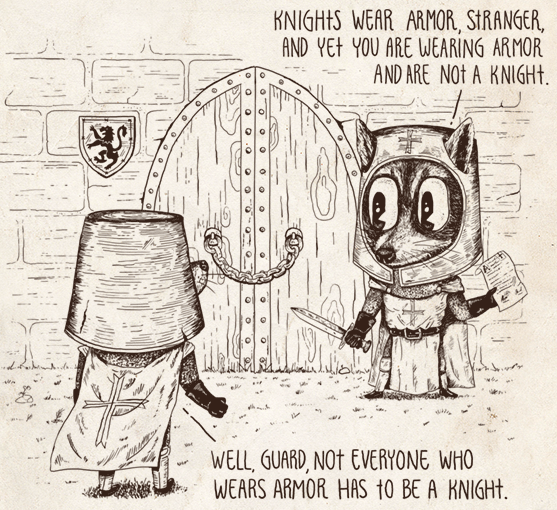 KNIGHTS WEAR ARMOR, STRANGER,
AND YET YOU ARE WEARING ARMOR
AND ARE NOT A KNIGHT.
WELL, GUARD, NOT EVERYONE WHO
WEARS ARMOR HAS TO BE A KNIGHT.